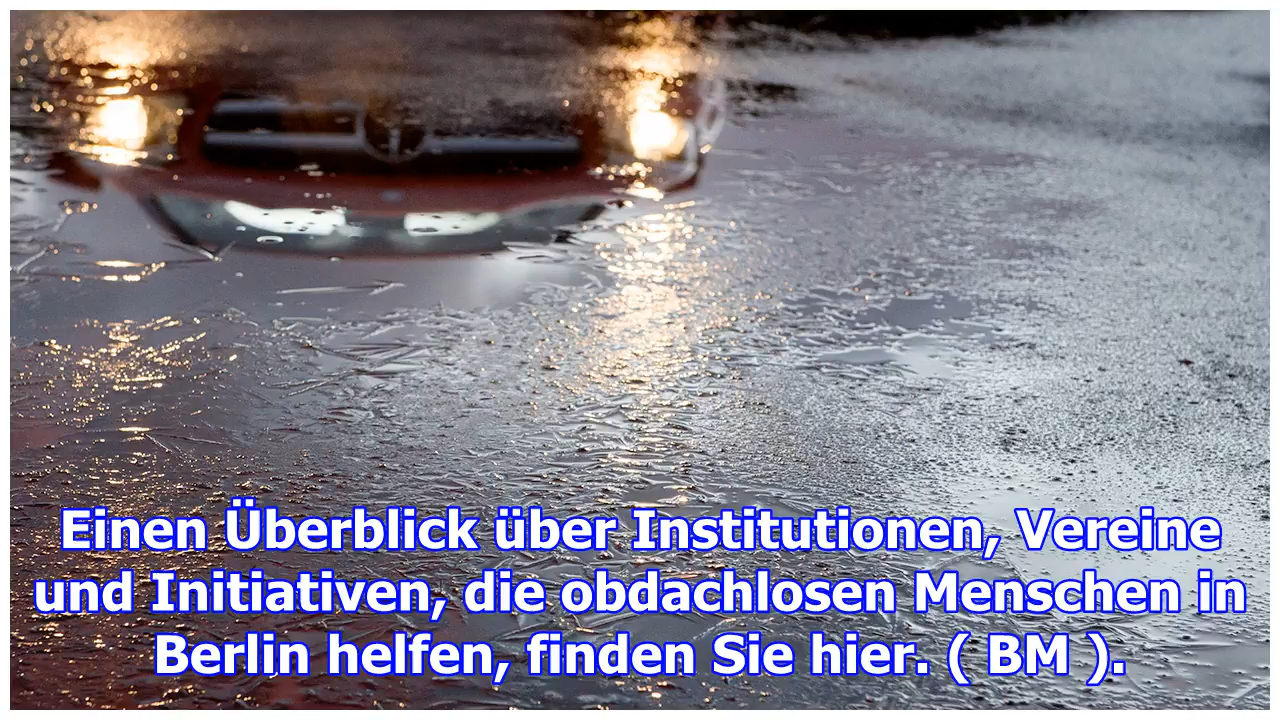 Einen Überblick über Institutionen, Vereine
und Initiativen, die obdachlosen Menschen in
Berlin helfen, finden Sie hier. ( BM ).